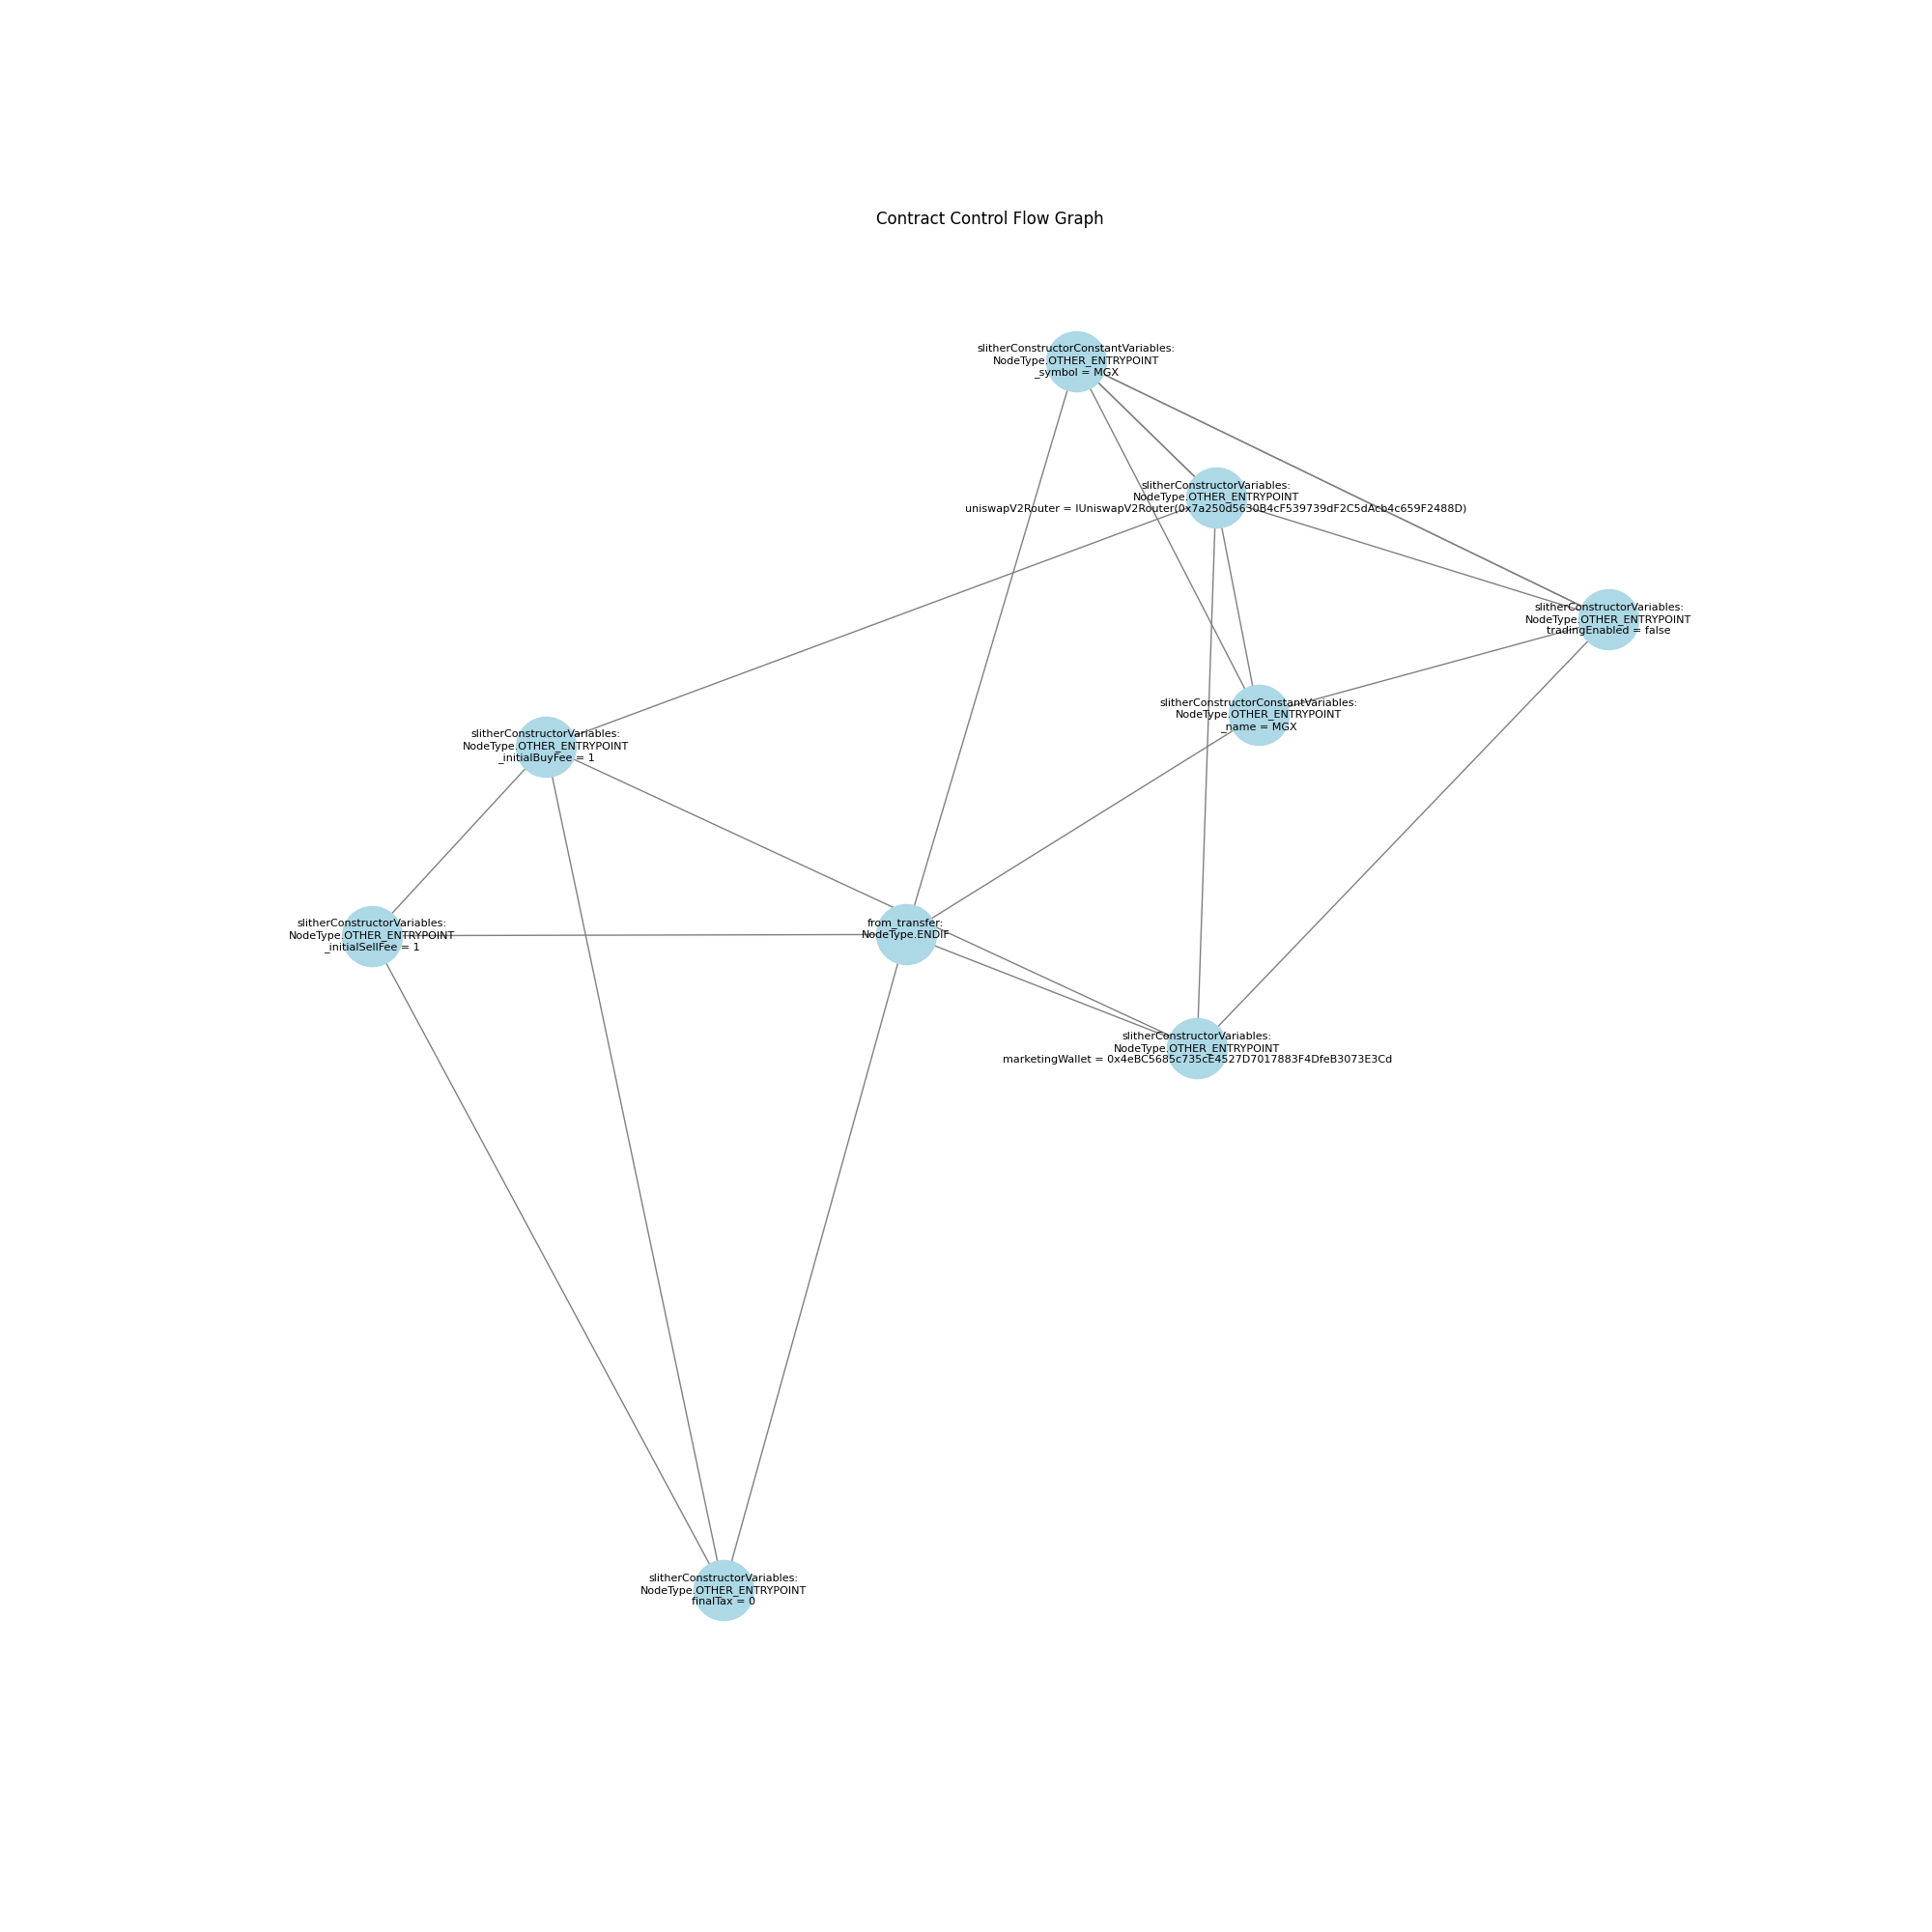 Contract Control Flow Graph
slitherConstructorConstantVariables:
NodeType.OTHER_ENTRYPOINT
_symbol = MGX
slitherConstructorVariables:
NodeType.OTHER_ENTRYPOINT
uniswapV2Router = IUniswapV2Router(0x7a250d5630B4cF539739dF2C5dAcb4c659F2488D)
slitherConstructorVariables:
NodeType.OTHER_ENTRYPOINT
tradingEnabled = false
slitherConstructorConstantVariables:
NodeType.OTHER_ENTRYPOINT
_name = MGX
slitherConstructorVariables:
NodeType.OTHER_ENTRYPOINT
_initialBuyFee = 1
slitherConstructorVariables:
NodeType.OTHER_ENTRYPOINT
_initialSellFee = 1
from_transfer:
NodeType.ENDIF
slitherConstructorVariables:
NodeType.OTHER_ENTRYPOINT
marketingWallet = 0x4eBC5685c735cE4527D7017883F4DfeB3073E3Cd
slitherConstructorVariables:
NodeType.OTHER_ENTRYPOINT
finalTax = 0